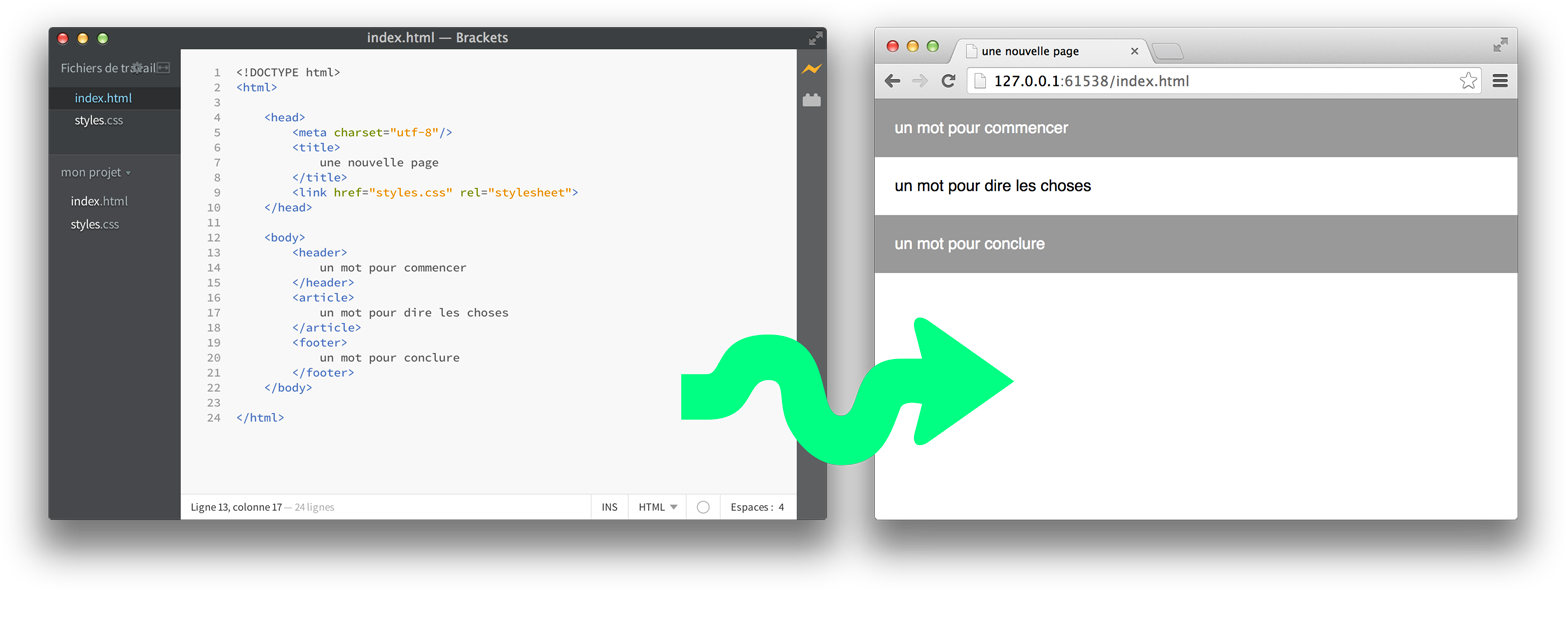 index.html — Brackets
Fichiers de travail
index.html
styles.css
mon projet
index.html
styles.css
1 <!DOCTYPE html>
2 <html>
3
4 <head>
5 <meta charset="utf-8"/>
6 <title>
7 une nouvelle page
8 </title>
9 <link href="styles.css" rel="stylesheet">
10 </head>
11
12 <body>
13 <header>
14 un mot pour commencer
15 </header>
16 <article>
17 un mot pour dire les choses
18 </article>
19 <footer>
20 un mot pour conclure
21 </footer>
22 </body>
23
24 </html>
Ligne 13, colonne 17 — 24 lignes INS HTML Espaces : 4
une nouvelle page
127.0.0.1:61538/index.html
un mot pour commencer
un mot pour dire les choses
un mot pour conclure